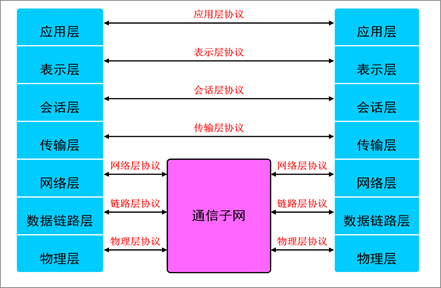 应用层协议
应用层
应用层
表示层协议
表示层
表示层
会话层协议
会话层
会话层
传输层协议
传输层
传输层
网络层协议
网络层协议
网络层
网络层
链路层协议
链路层协议
数据链路层
通信子网
数据链路层
物理层协议
物理层协议
物理层
物理层